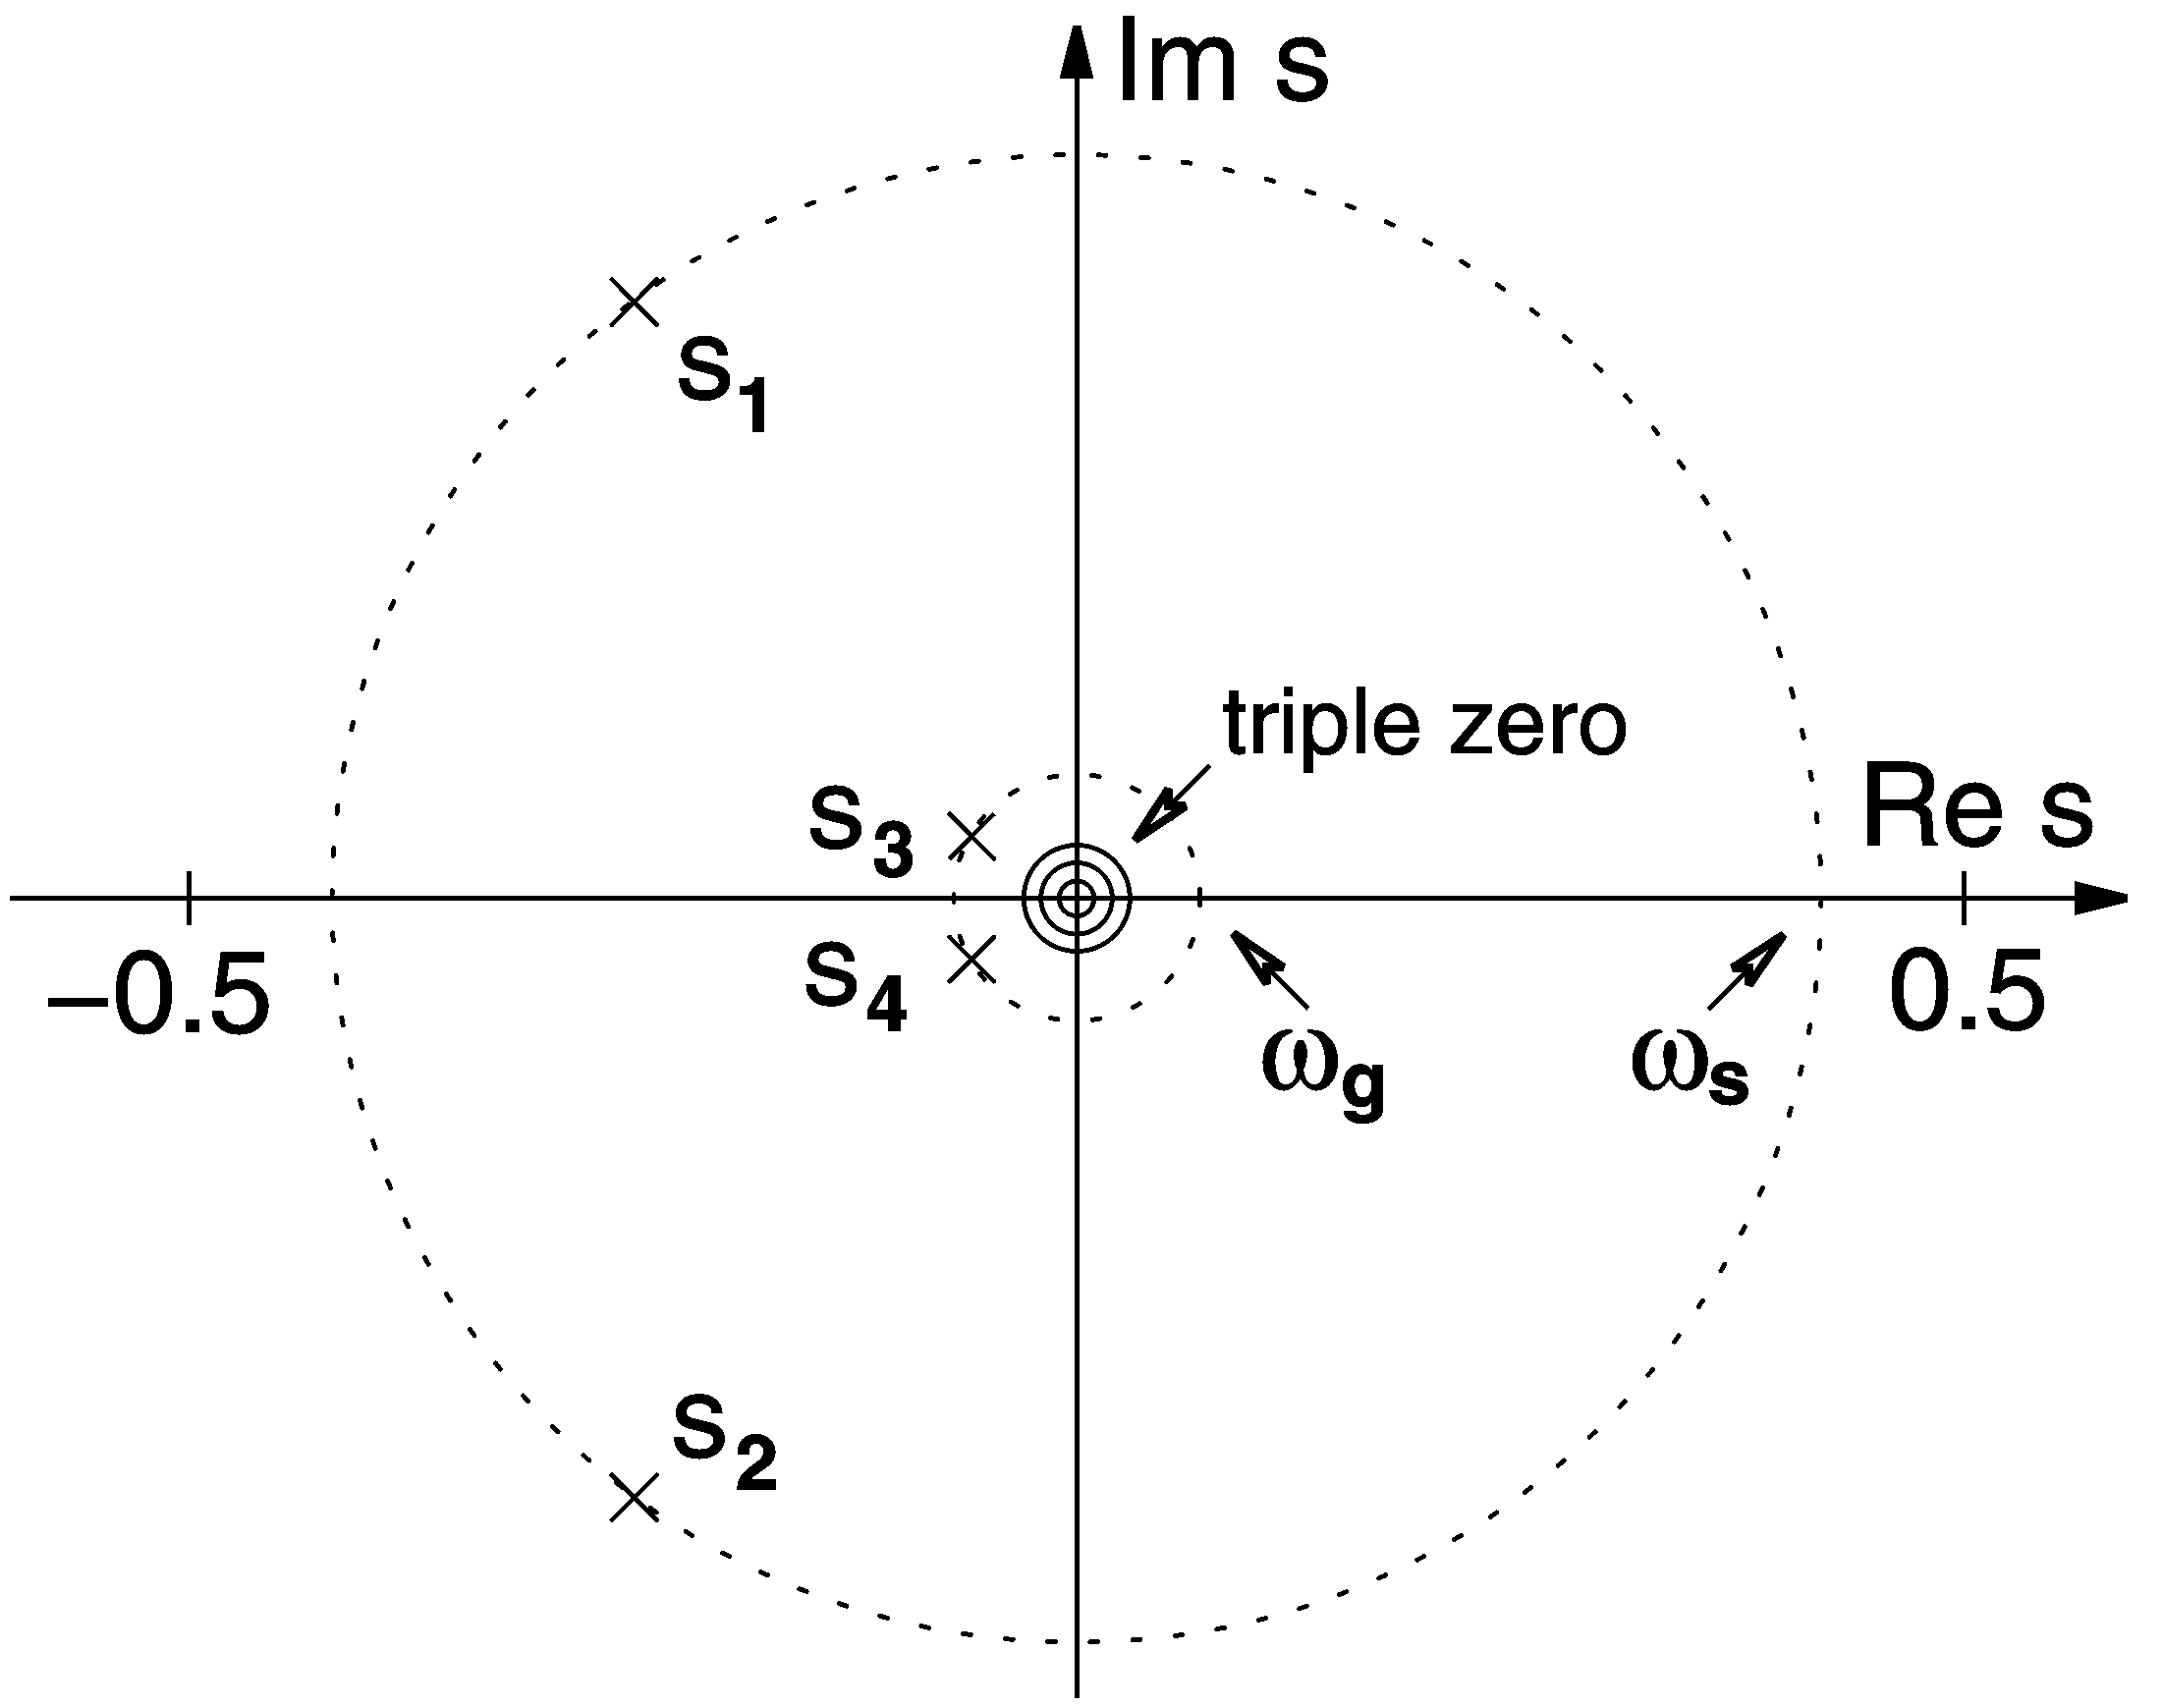 Im s
s1
triple zero
s3
Re s
s4
−0.5
0.5
ωg
ωs
s2